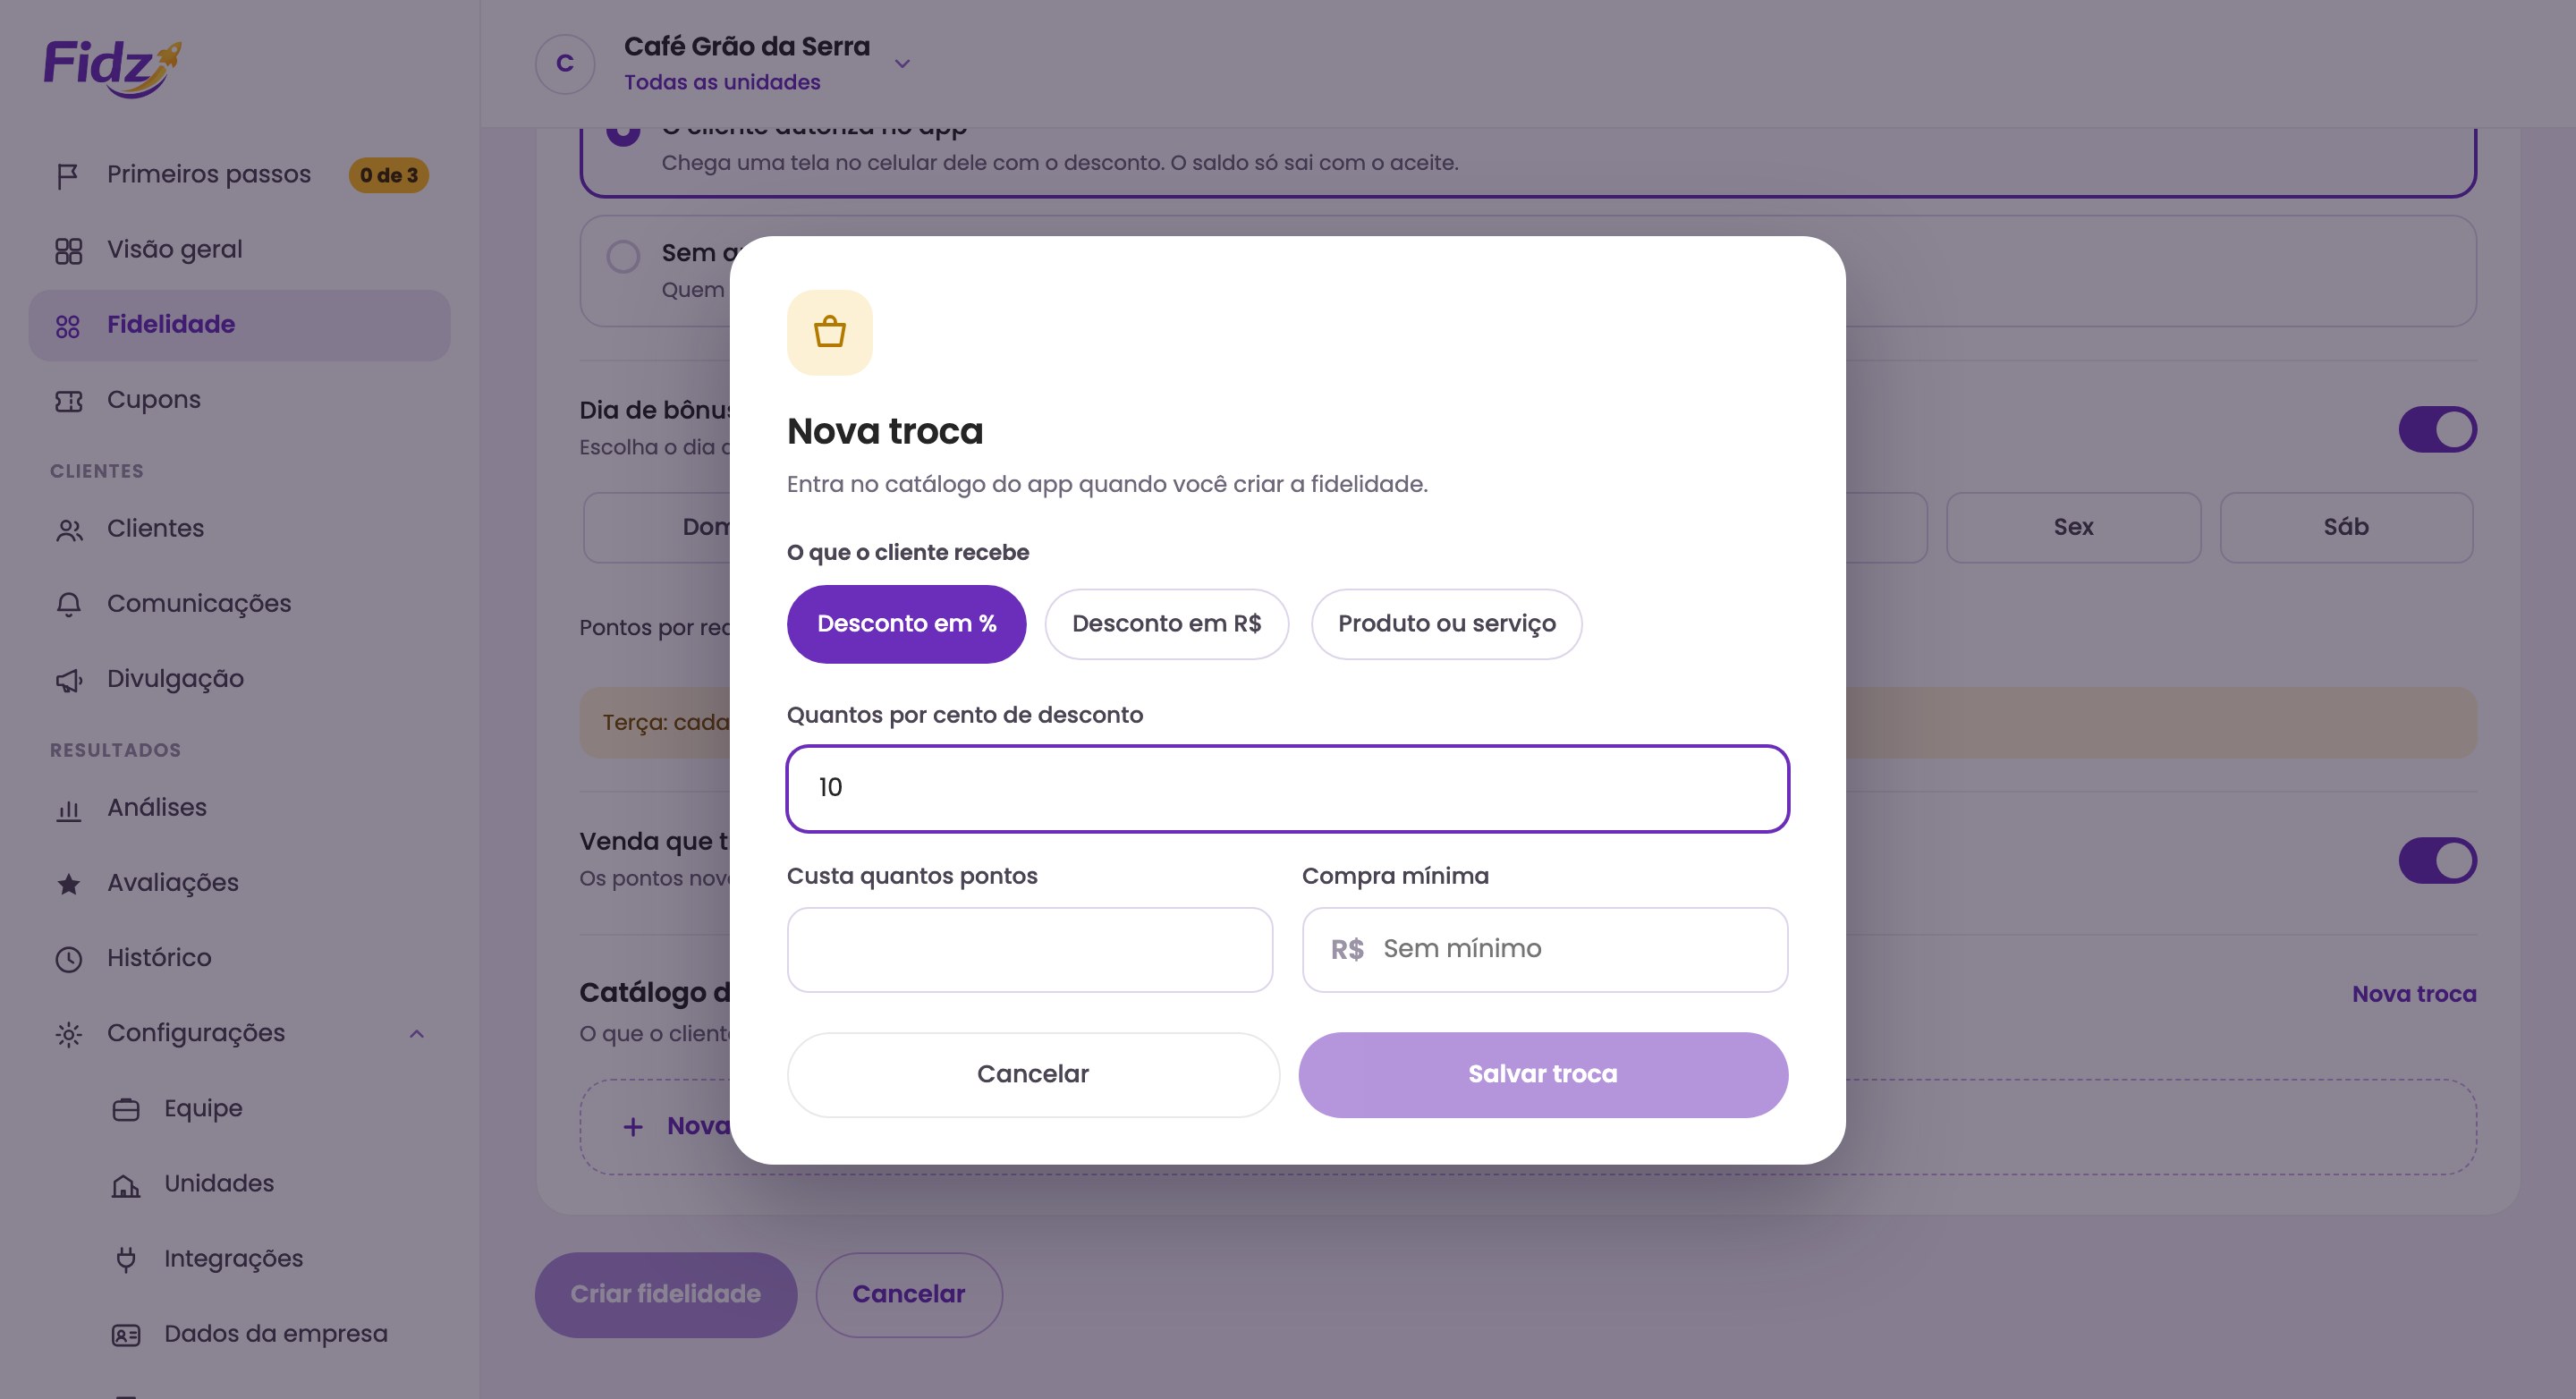 Fidz
Primeiros passos
0 de 3
Visão geral
Fidelidade
Cupons
CLIENTES
Clientes
Comunicações
Divulgação
RESULTADOS
Análises
Avaliações
Histórico
Configurações
Equipe
Unidades
Integrações
Dados da empresa
C
Café Grão da Serra
Todas as unidades
O cliente autoriza no app
Chega uma tela no celular dele com o desconto. O saldo só sai com o aceite.
Sem
Quem
Dia de bônus
Escolha o dia
Dom
Sex
Sáb
Pontos por
Terça: cada
Venda que
Os pontos
Catálogo
O que o cliente
Nova troca
Nova
Criar fidelidade
Cancelar
Nova troca
Entra no catálogo do app quando você criar a fidelidade.
O que o cliente recebe
Desconto em %
Desconto em R$
Produto ou serviço
Quantos por cento de desconto
10
Custa quantos pontos
Compra mínima
R$ Sem mínimo
Cancelar
Salvar troca